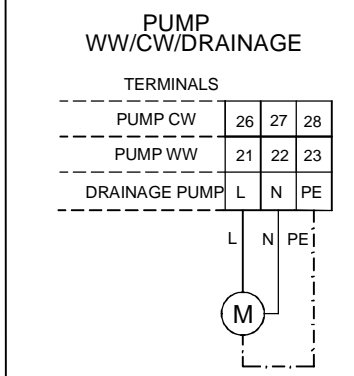 PUMP
WW/CW/DRAINAGE
TERMINALS
PUMP CW 26 27 28
PUMP WW 21 22 23
DRAINAGE PUMP L N PE
L N PE
M